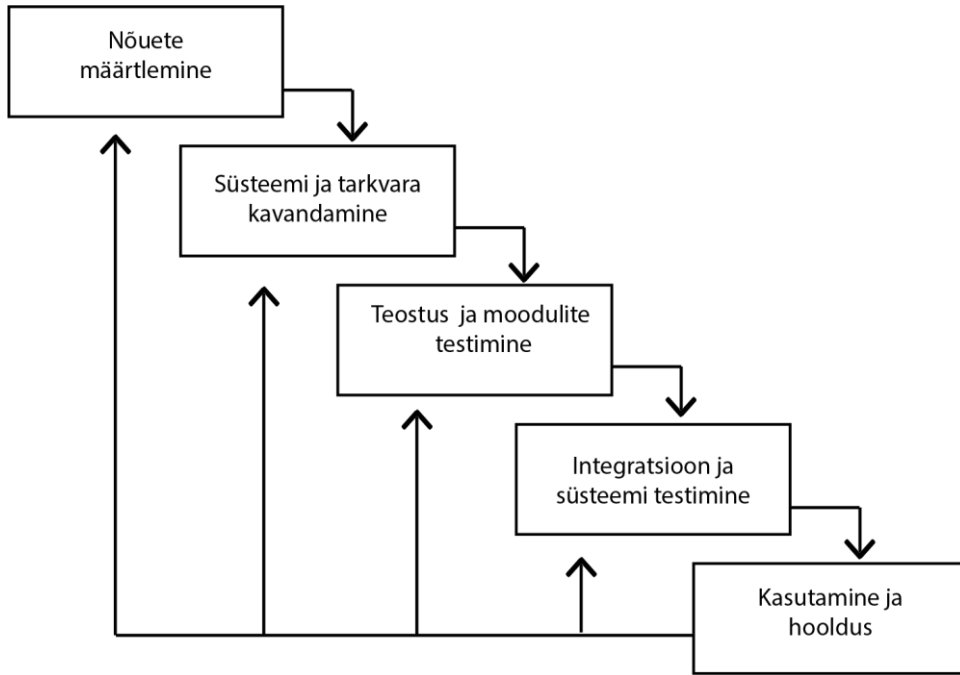 Nõuete
määrtlemine
Süsteemi ja tarkvara
kavandamine
Teostus ja moodulite
testimine
Integratsioon ja
süsteemi testimine
Kasutamine ja
hooldus